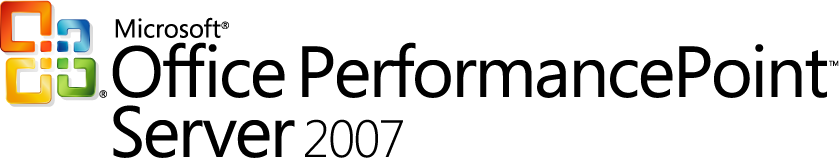 Microsoft®
Office PerformancePoint™
Server 2007